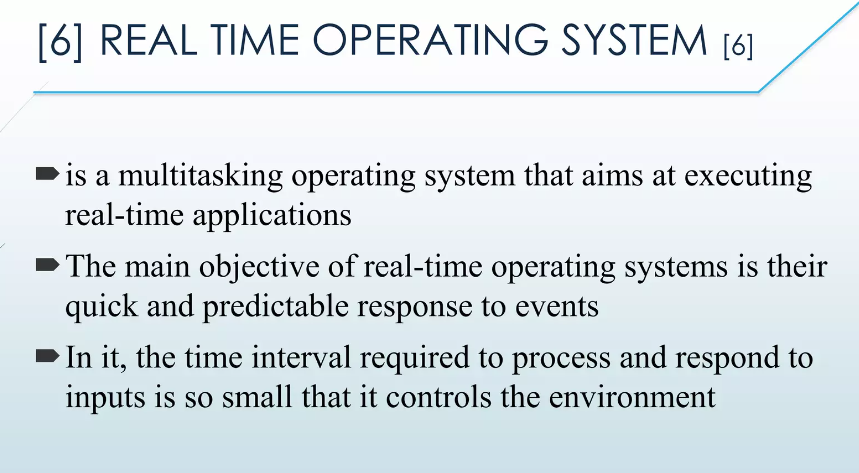 [6] REAL TIME OPERATING SYSTEM [6]
is a multitasking operating system that aims at executing
real-time applications
The main objective of real-time operating systems is their
quick and predictable response to events
In it, the time interval required to process and respond to
inputs is so small that it controls the environment